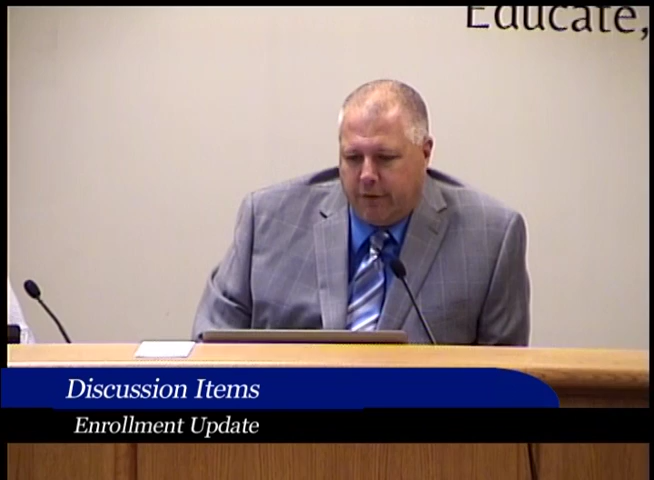 Educate,
Discussion Items
Enrollment Update